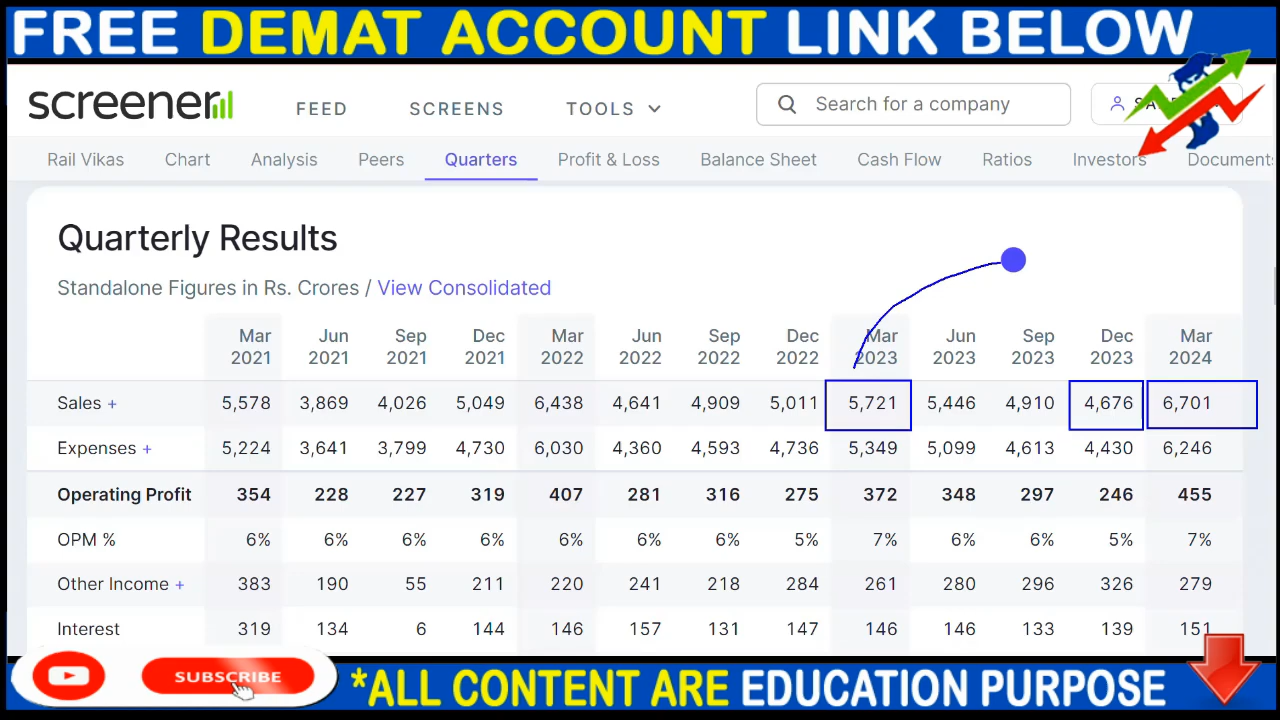 FREE DEMAT ACCOUNT LINK BELOW
screener FEED SCREENS TOOLS Search for a company
Rail Vikas Chart Analysis Peers Quarters Profit & Loss Balance Sheet Cash Flow Ratios Investors Documents
Quarterly Results
Standalone Figures in Rs. Crores / View Consolidated
Mar Jun Sep Dec Mar Jun Sep Dec Mar Jun Sep Dec Mar
2021 2021 2021 2021 2022 2022 2022 2022 2023 2023 2023 2023 2024
Sales + 5,578 3,869 4,026 5,049 6,438 4,641 4,909 5,011 5,721 5,446 4,910 4,676 6,701
Expenses + 5,224 3,641 3,799 4,730 6,030 4,360 4,593 4,736 5,349 5,099 4,613 4,430 6,246
Operating Profit 354 228 227 319 407 281 316 275 372 348 297 246 455
OPM % 6% 6% 6% 6% 6% 6% 6% 5% 7% 6% 6% 5% 7%
Other Income + 383 190 55 211 220 241 218 284 261 280 296 326 279
Interest 319 134 6 144 146 157 131 147 146 146 133 139 151
SUBSCRIBE
*ALL CONTENT ARE EDUCATION PURPOSE